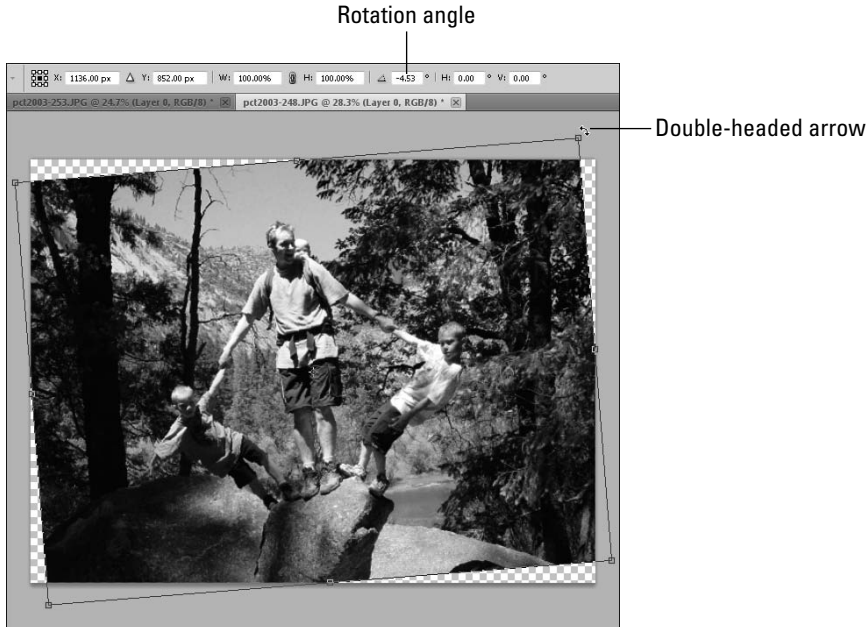 Rotation angle
X: 1136.00 px Y: 852.00 px W: 100.00% H: 100.00% -4.53 ° H: 0.00 ° V: 0.00 °
pct2003-253.JPG @ 24.7% (Layer 0, RGB/8) * pct2003-248.JPG @ 28.3% (Layer 0, RGB/8) *
Double-headed arrow